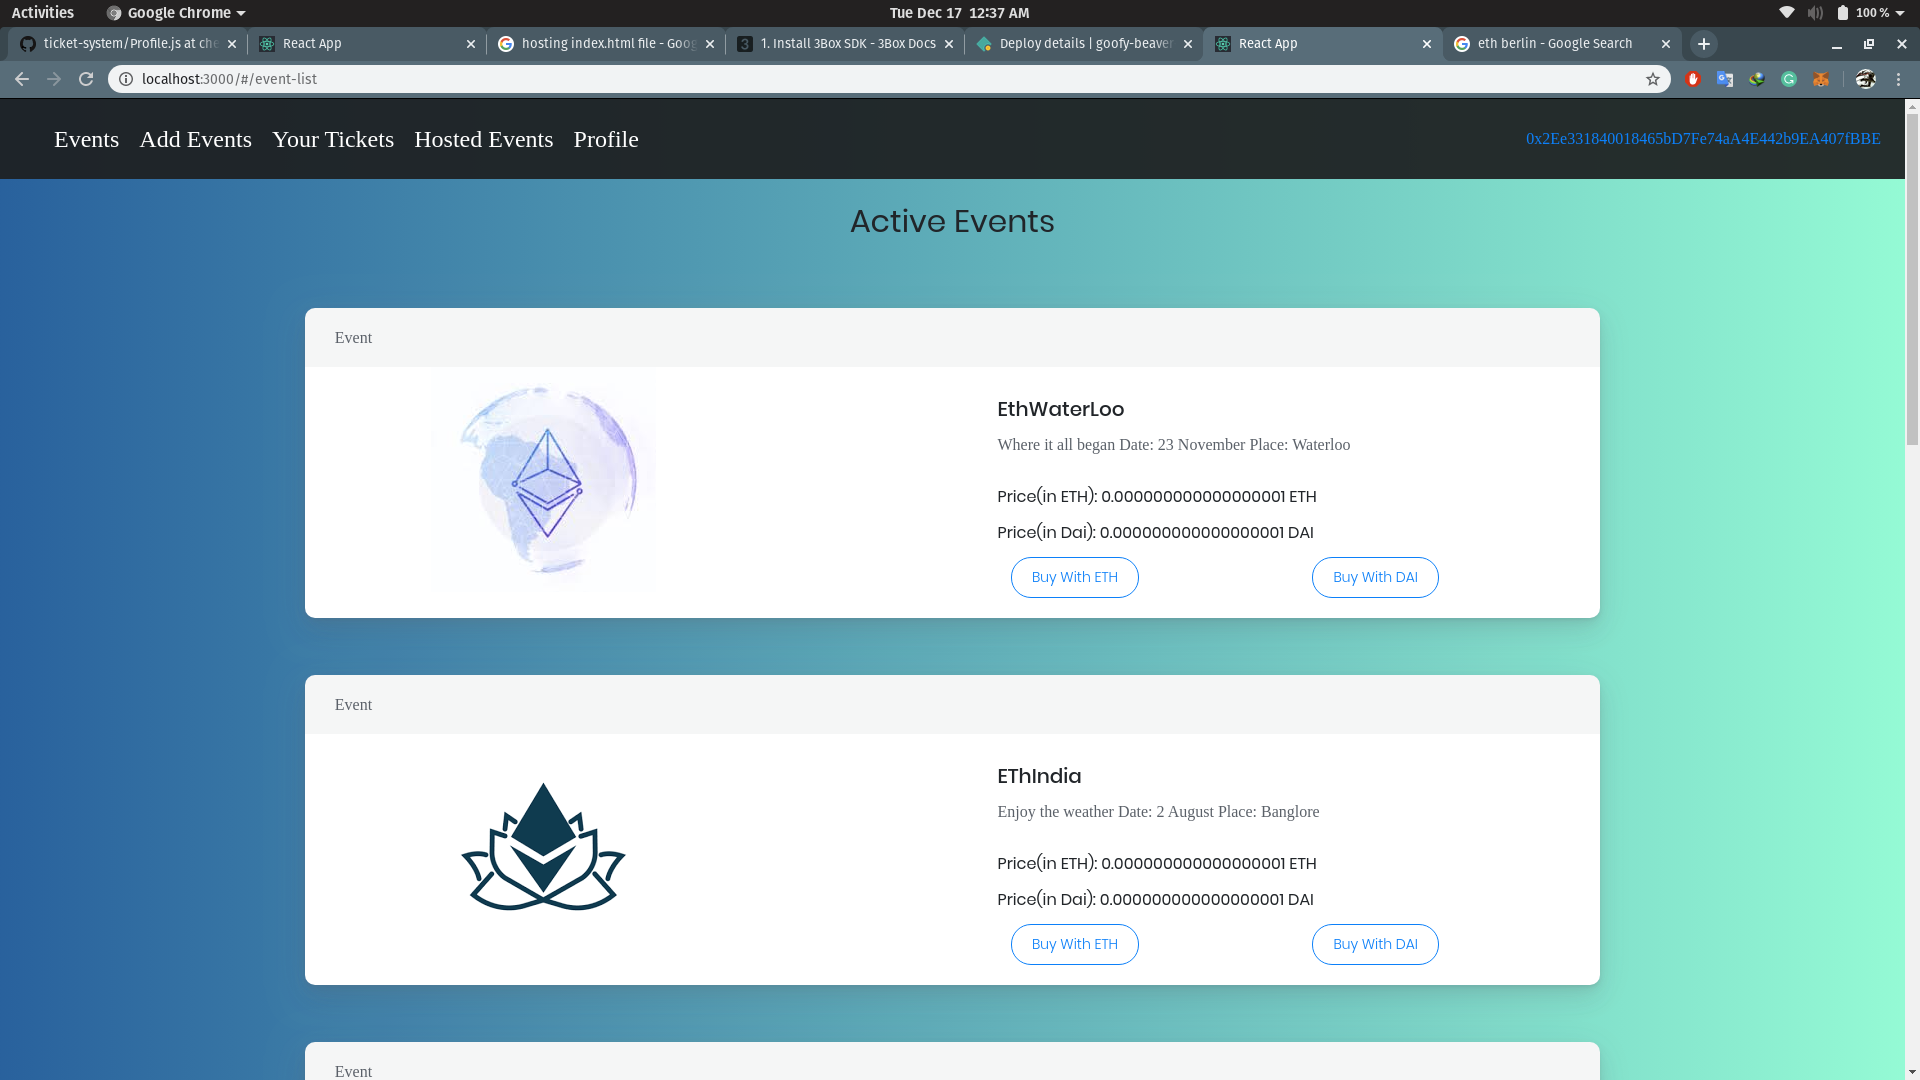 Activities Google Chrome Tue Dec 17 12:37 AM 100 %
ticket-system/Profile.js at che React App hosting index.html file - Goog 3 1. Install 3Box SDK - 3Box Docs Deploy details | goofy-beaver React App eth berlin - Google Search
localhost:3000/#/event-list
Events Add Events Your Tickets Hosted Events Profile 0x2Ee331840018465bD7Fe74aA4E442b9EA407fBBE
Active Events
Event
EthWaterLoo
Where it all began Date: 23 November Place: Waterloo
Price(in ETH): 0.000000000000000001 ETH
Price(in Dai): 0.000000000000000001 DAI
Buy With ETH Buy With DAI
Event
EThIndia
Enjoy the weather Date: 2 August Place: Banglore
Price(in ETH): 0.000000000000000001 ETH
Price(in Dai): 0.000000000000000001 DAI
Buy With ETH Buy With DAI
Event